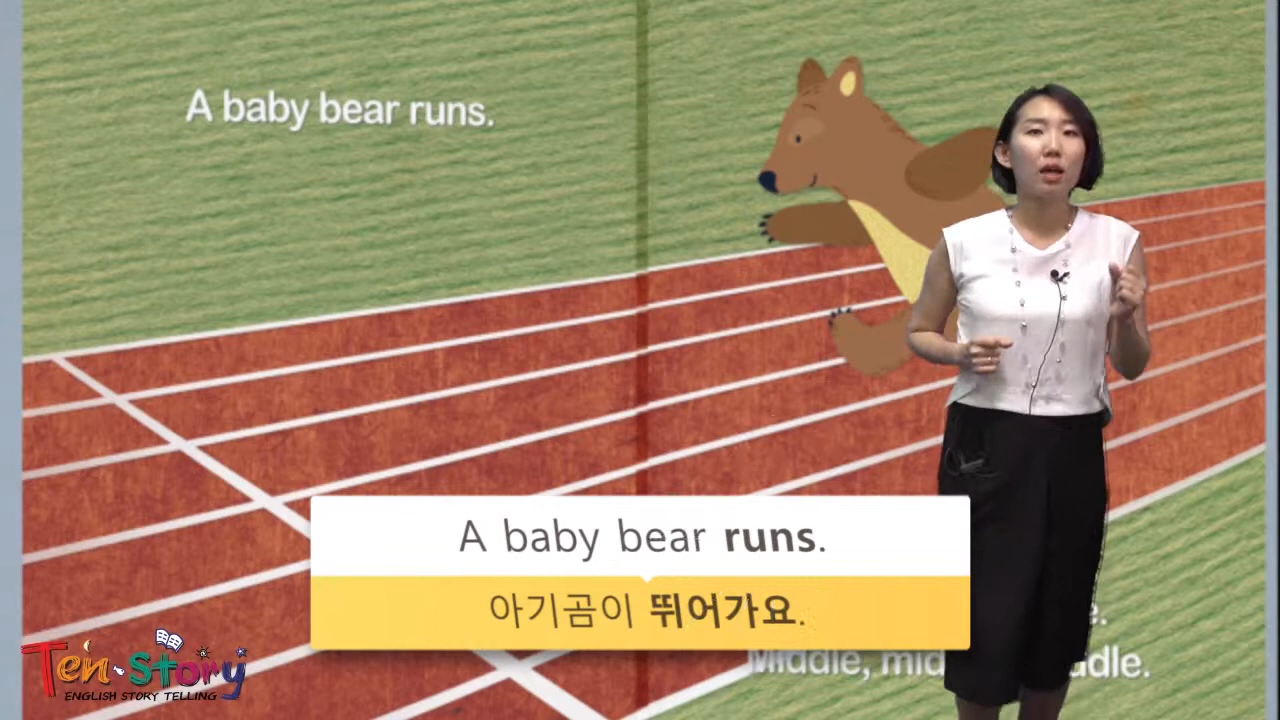 A baby bear runs.
A baby bear runs.
아기곰이 뛰어가요.
Middle,
Ten-Story
ENGLISH STORY TELLING